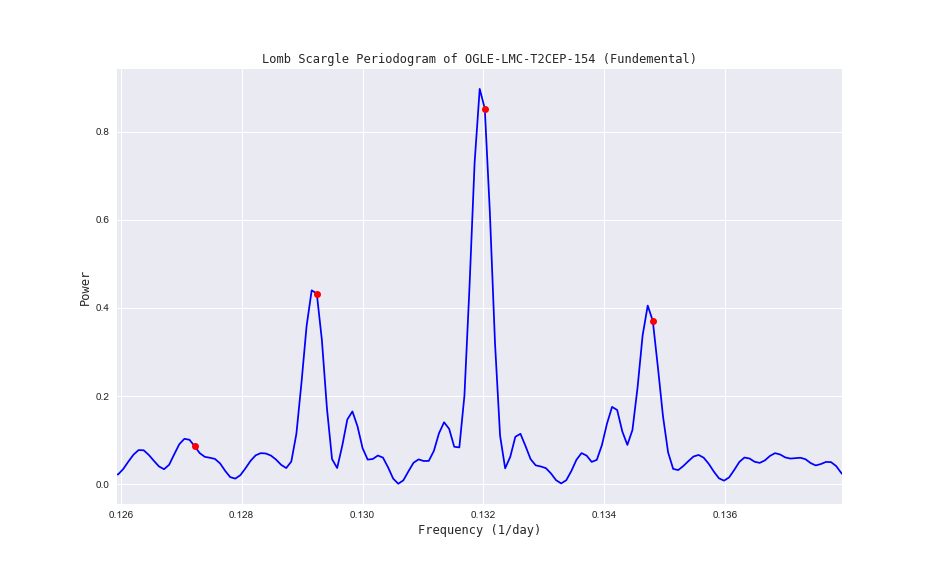 Lomb Scargle Periodogram of OGLE-LMC-T2CEP-154 (Fundemental)
0.8
0.6
0.4
0.2
0.0
Power
0.126 0.128 0.130 0.132 0.134 0.136
Frequency (1/day)